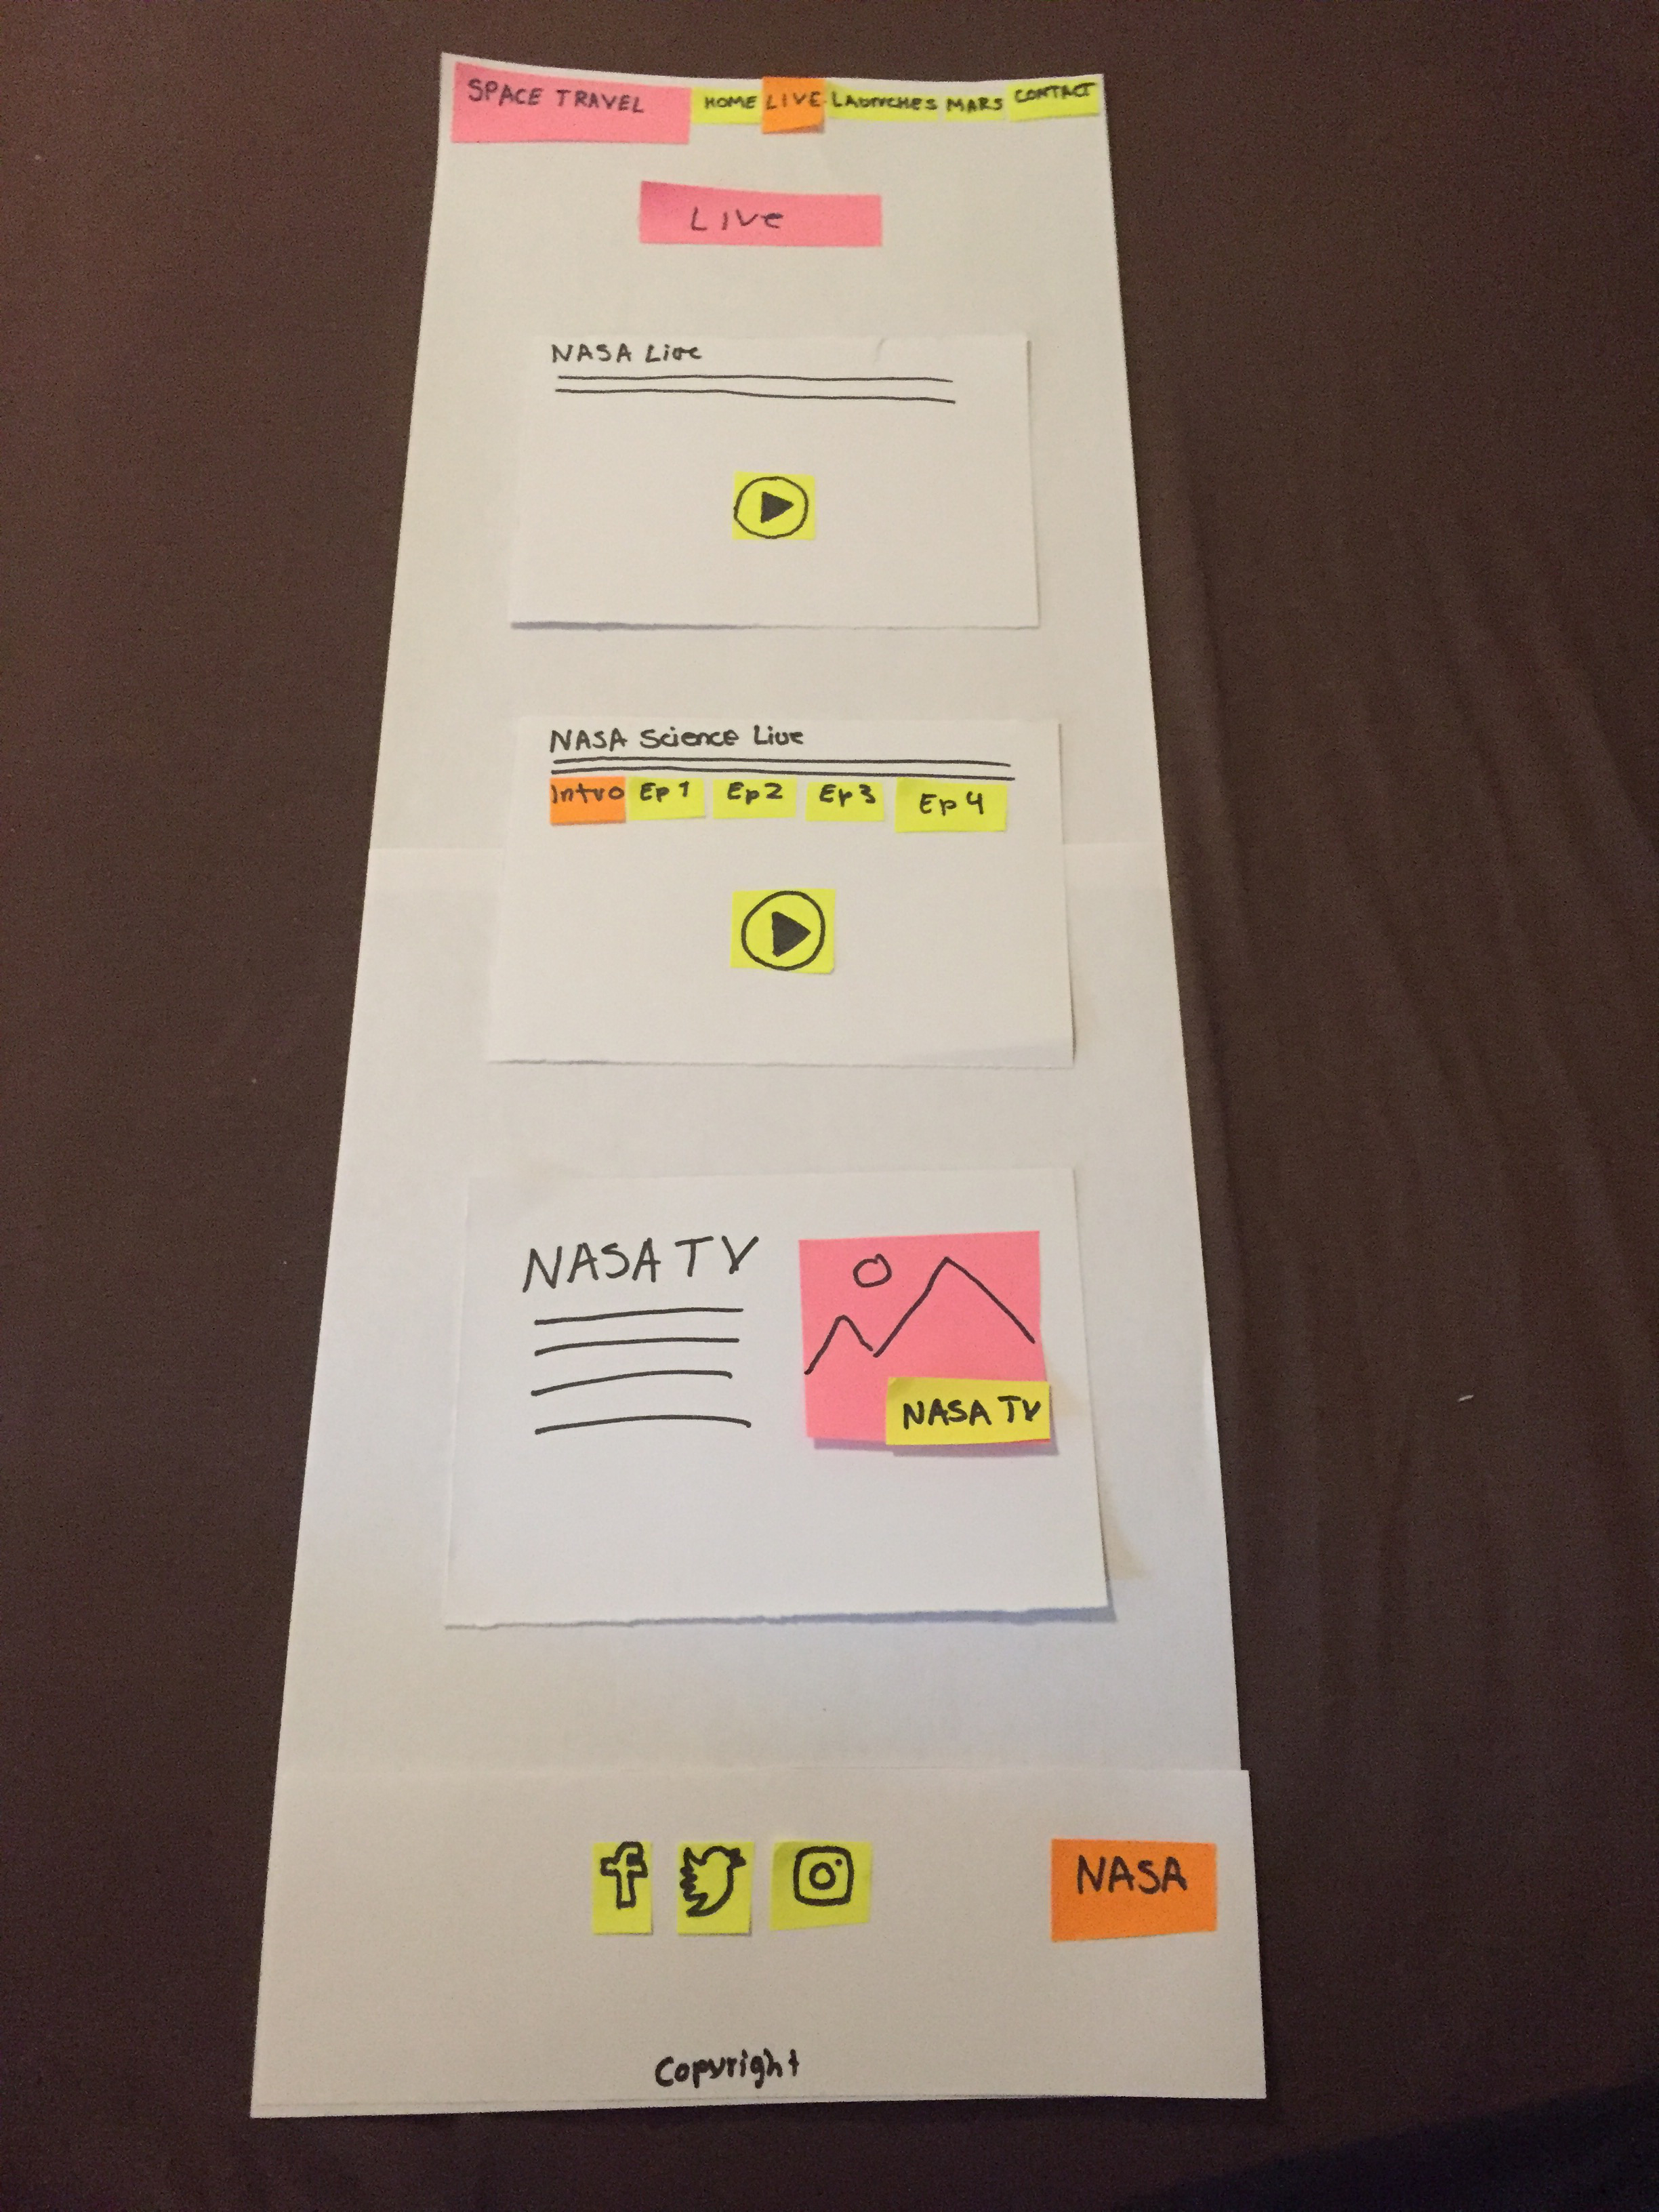 SPACE TRAVEL HOME LIVE LAUNCHES MARS CONTACT
Live
NASA Live
NASA Science Live
Intro Ep 1 Ep 2 Ep 3 Ep 4
NASA TV
NASA TV
NASA
Copyright